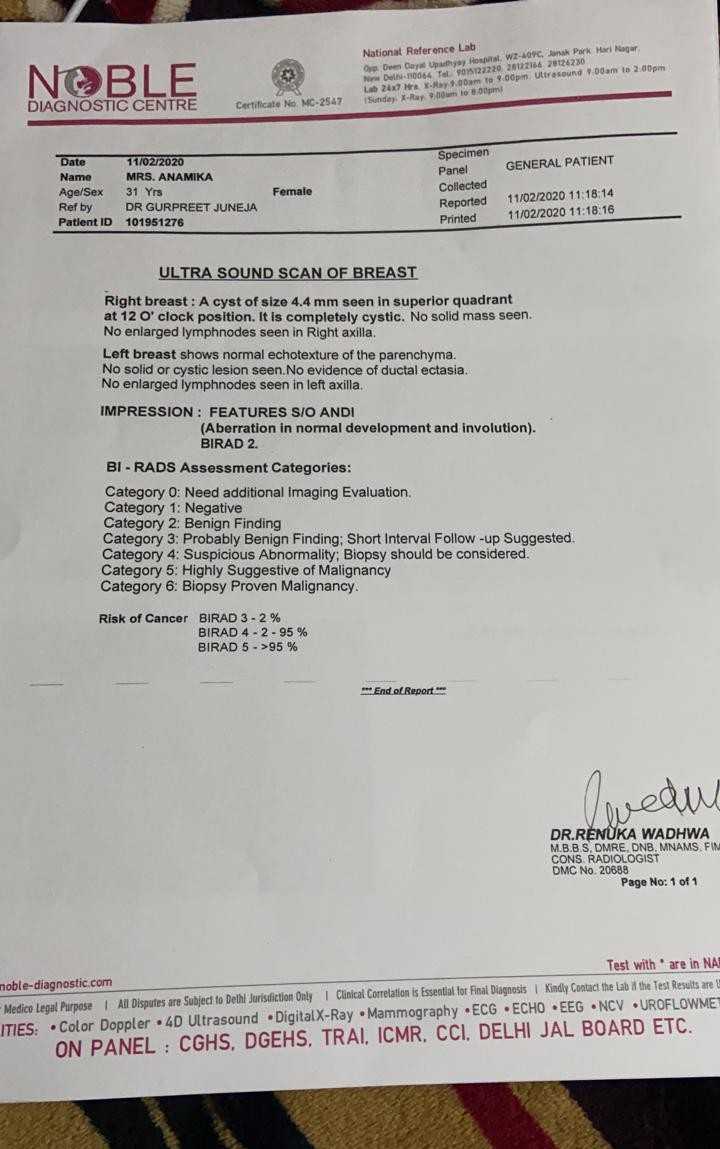 NOBLE
DIAGNOSTIC CENTRE
Certificate No. MC-2547
National Reference Lab
Opp. Deen Dayal Upadhyay Hospital, WZ-409C, Janak Park, Hari Nagar,
New Delhi-110064, Tel.: 9015122220, 28122166, 28126230
Lab 24x7 Hrs. X-Ray 9.00am to 9.00pm. Ultrasound 9.00am to 2:00pm
(Sunday, X-Ray. 9:00am to 8:00pm)
Date 11/02/2020
Name MRS. ANAMIKA
Age/Sex 31 Yrs Female
Ref by DR GURPREET JUNEJA
Patient ID 101951276
Specimen
Panel GENERAL PATIENT
Collected
Reported 11/02/2020 11:18:14
Printed 11/02/2020 11:18:16
ULTRA SOUND SCAN OF BREAST
Right breast : A cyst of size 4.4 mm seen in superior quadrant
at 12 O' clock position. It is completely cystic. No solid mass seen.
No enlarged lymphnodes seen in Right axilla.
Left breast shows normal echotexture of the parenchyma.
No solid or cystic lesion seen.No evidence of ductal ectasia.
No enlarged lymphnodes seen in left axilla.
IMPRESSION : FEATURES S/O ANDI
(Aberration in normal development and involution).
BIRAD 2.
BI - RADS Assessment Categories:
Category 0: Need additional Imaging Evaluation.
Category 1: Negative
Category 2: Benign Finding
Category 3: Probably Benign Finding; Short Interval Follow -up Suggested.
Category 4: Suspicious Abnormality; Biopsy should be considered.
Category 5: Highly Suggestive of Malignancy
Category 6: Biopsy Proven Malignancy.
Risk of Cancer BIRAD 3 - 2 %
BIRAD 4 - 2 - 95 %
BIRAD 5 - >95 %
*** End of Report ***
DR.RENUKA WADHWA
M.B.B.S, DMRE, DNB, MNAMS, FIM
CONS. RADIOLOGIST
DMC No. 20688
Page No: 1 of 1
Test with * are in NA
noble-diagnostic.com
Medico Legal Purpose | All Disputes are Subject to Delhi Jurisdiction Only | Clinical Correlation is Essential for Final Diagnosis | Kindly Contact the Lab if the Test Results are U
ITIES: • Color Doppler • 4D Ultrasound • DigitalX-Ray • Mammography • ECG • ECHO • EEG • NCV • UROFLOWMET
ON PANEL : CGHS, DGEHS, TRAI, ICMR, CCI, DELHI JAL BOARD ETC.